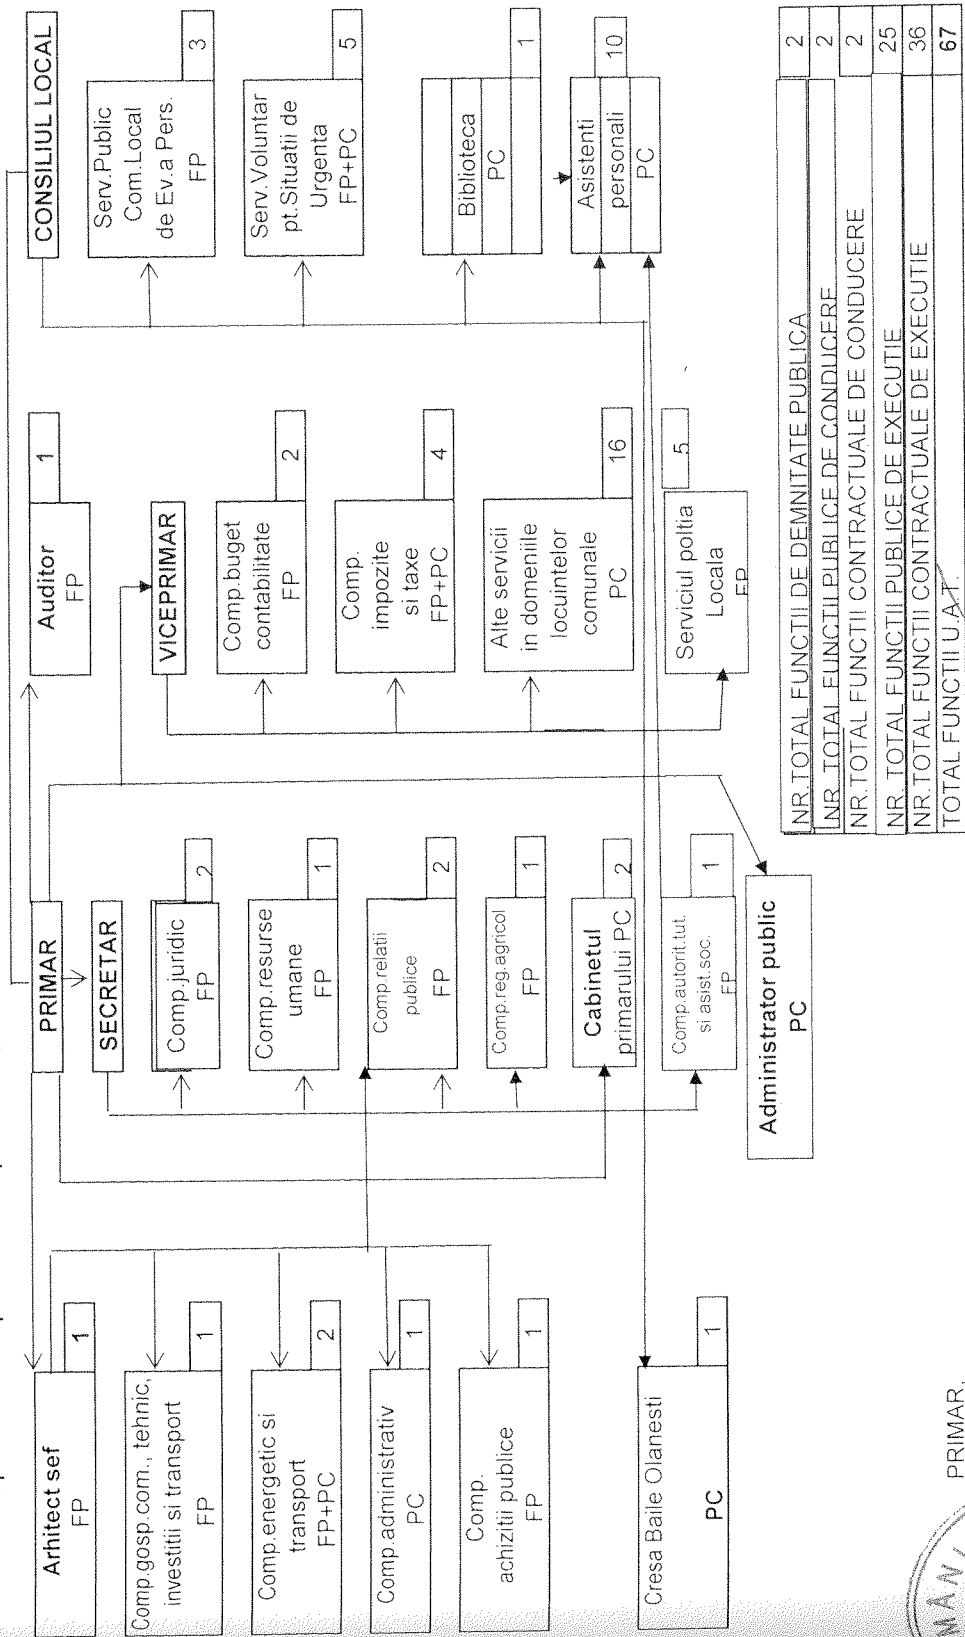 CONSILIUL LOCAL
Serv.Public
Com.Local
de Ev.a Pers.
FP
3
Serv.Voluntar
pt.Situatii de
Urgenta
FP+PC
5
Biblioteca
PC
1
Asistenti
personali
PC
10
Auditor
FP
1
VICEPRIMAR
Comp.buget
contabilitate
FP
2
Comp.
impozite
si taxe
FP+PC
4
Alte servicii
in domeniile
locuintelor
comunale
PC
16
Serviciul poltia
Locala
FP
5
PRIMAR
SECRETAR
Comp.juridic
FP
2
Comp.resurse
umane
FP
1
Comp.relatii
publice
FP
2
Comp.reg.agricol
FP
1
Cabinetul
primarului PC
2
Comp.autorit.tut.
si asist.soc.
FP
1
Administrator public
PC
Arhitect sef
FP
1
Comp.gosp.com., tehnic,
investitii si transport
FP
1
Comp.energetic si
transport
FP+PC
2
Comp.administrativ
PC
1
Comp.
achizitii publice
FP
1
Cresa Baile Olanesti
PC
1
NR.TOTAL FUNCTII DE DEMNITATE PUBLICA 2
NR. TOTAL FUNCTII PUBLICE DE CONDUCERE 2
NR.TOTAL FUNCTII CONTRACTUALE DE CONDUCERE 2
NR. TOTAL FUNCTII PUBLICE DE EXECUTIE 25
NR.TOTAL FUNCTII CONTRACTUALE DE EXECUTIE 36
TOTAL FUNCTII U.A.T. 67
PRIMAR,